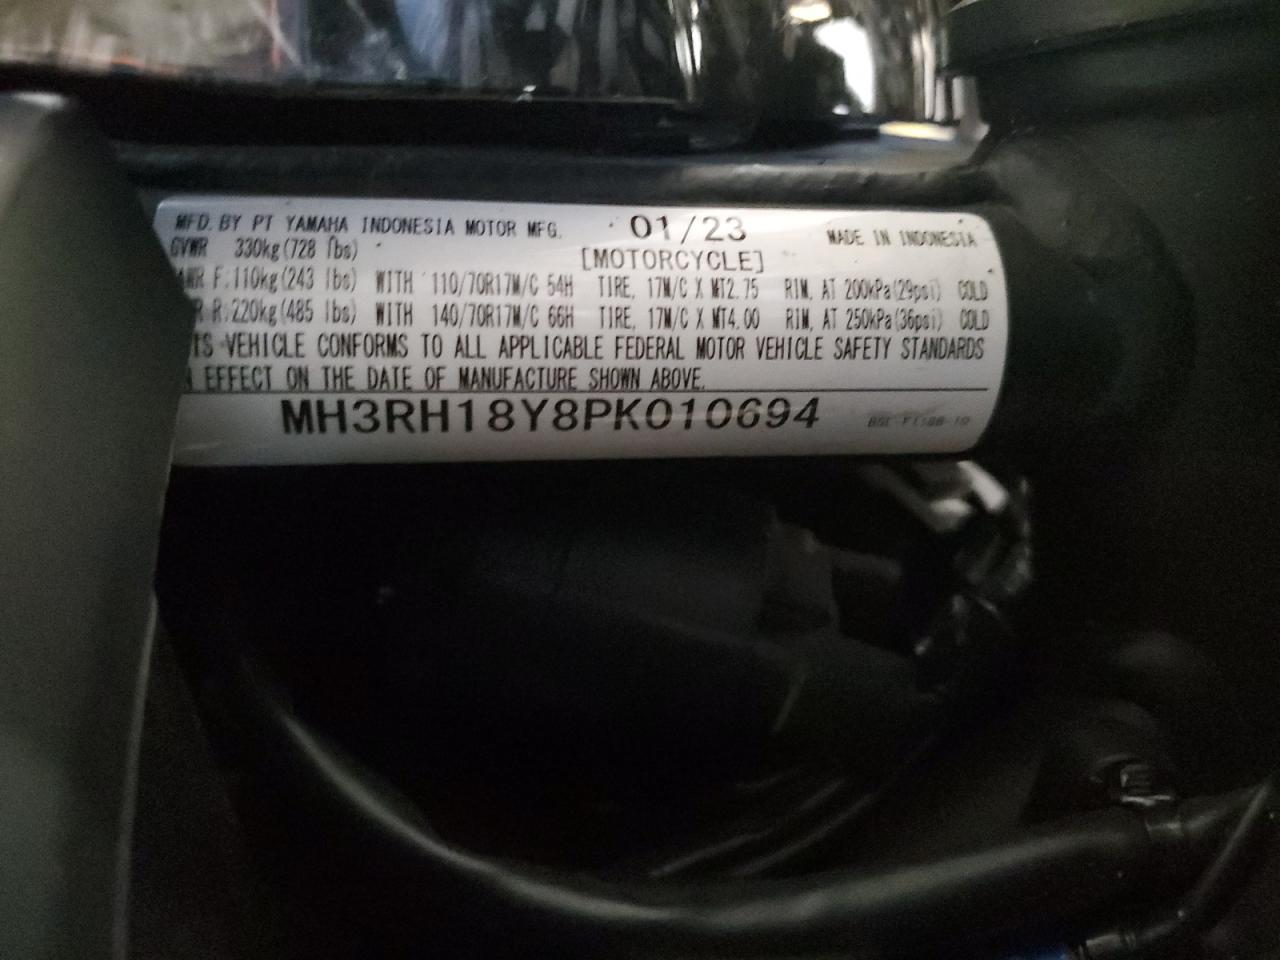 MFD. BY PT YAMAHA INDONESIA MOTOR MFG. 01/23 MADE IN INDONESIA
GVWR 330kg(728 lbs) [MOTORCYCLE]
WR F:110kg(243 lbs) WITH 110/70R17M/C 54H TIRE, 17M/C X MT2.75 RIM, AT 200kPa(29psi) COLD
R R:220kg(485 lbs) WITH 140/70R17M/C 66H TIRE, 17M/C X MT4.00 RIM, AT 250kPa(36psi) COLD
IS VEHICLE CONFORMS TO ALL APPLICABLE FEDERAL MOTOR VEHICLE SAFETY STANDARDS
EFFECT ON THE DATE OF MANUFACTURE SHOWN ABOVE.
MH3RH18Y8PK010694